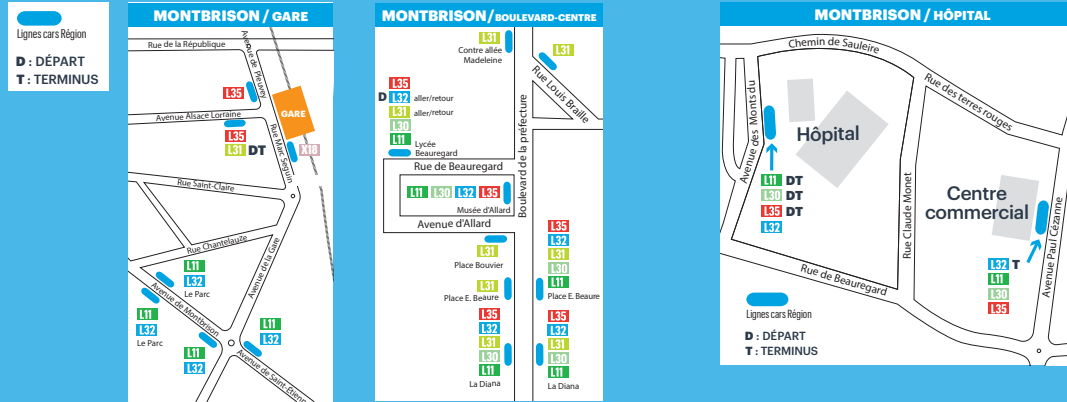 Lignes cars Région
D : DÉPART
T : TERMINUS
MONTBRISON / GARE
Rue de la République
Avenue de Pleuvey
L35
GARE
Avenue Alsace Lorraine
L35
L31 DT
Rue Marc Seguin
X18
Rue Saint-Claire
Rue Chantelauze
Avenue de la Gare
L11
L32
Le Parc
Avenue de Montbrison
L11
L32
Le Parc
L11
L32
L11
L32
Avenue de Saint-Étienne
MONTBRISON/BOULEVARD-CENTRE
L31
Contre allée
Madeleine
L31
Rue Louis Braille
L35
D L32 aller/retour
L31 aller/retour
L30
L11 Lycée
Beauregard
Boulevard de la préfecture
Rue de Beauregard
L11 L30 L32 L35
Musée d'Allard
Avenue d'Allard
L31
Place Bouvier
L31
Place E. Beaure
L35
L32
L31
L30
L11
Place E. Beaure
L35
L32
L31
L30
L11
La Diana
L35
L32
L31
L30
L11
La Diana
MONTBRISON / HÔPITAL
Chemin de Sauleire
Rue des terres rouges
Avenue des Monts du
Hôpital
L11 DT
L30 DT
L35 DT
L32
Rue Claude Monet
Centre
commercial
L32 T
L11
L30
L35
Avenue Paul Cézanne
Rue de Beauregard
Lignes cars Région
D : DÉPART
T : TERMINUS